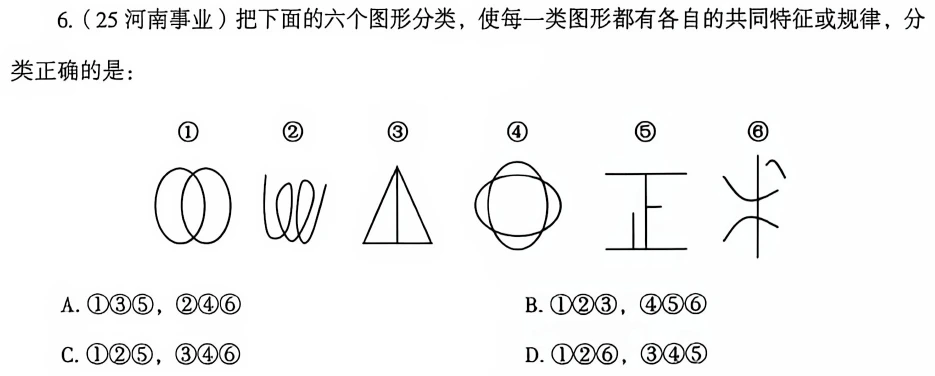 6.（25 河南事业）把下面的六个图形分类，使每一类图形都有各自的共同特征或规律，分
类正确的是：
① ② ③ ④ ⑤ ⑥
A. ①③⑤，②④⑥ B. ①②③，④⑤⑥
C. ①②⑤，③④⑥ D. ①②⑥，③④⑤